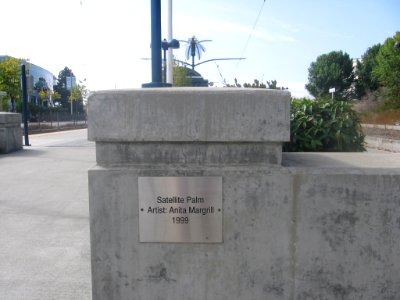 Satellite Palm
• Artist: Anita Margrill •
1999